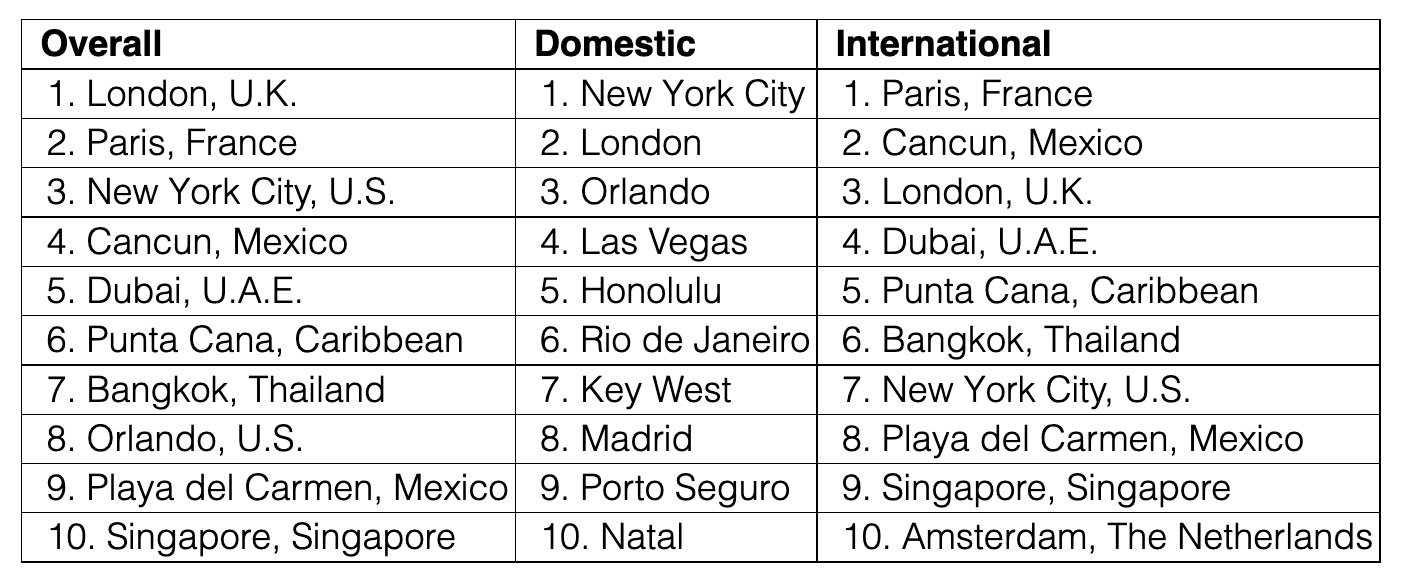 Overall Domestic International
1. London, U.K. 1. New York City 1. Paris, France
2. Paris, France 2. London 2. Cancun, Mexico
3. New York City, U.S. 3. Orlando 3. London, U.K.
4. Cancun, Mexico 4. Las Vegas 4. Dubai, U.A.E.
5. Dubai, U.A.E. 5. Honolulu 5. Punta Cana, Caribbean
6. Punta Cana, Caribbean 6. Rio de Janeiro 6. Bangkok, Thailand
7. Bangkok, Thailand 7. Key West 7. New York City, U.S.
8. Orlando, U.S. 8. Madrid 8. Playa del Carmen, Mexico
9. Playa del Carmen, Mexico 9. Porto Seguro 9. Singapore, Singapore
10. Singapore, Singapore 10. Natal 10. Amsterdam, The Netherlands